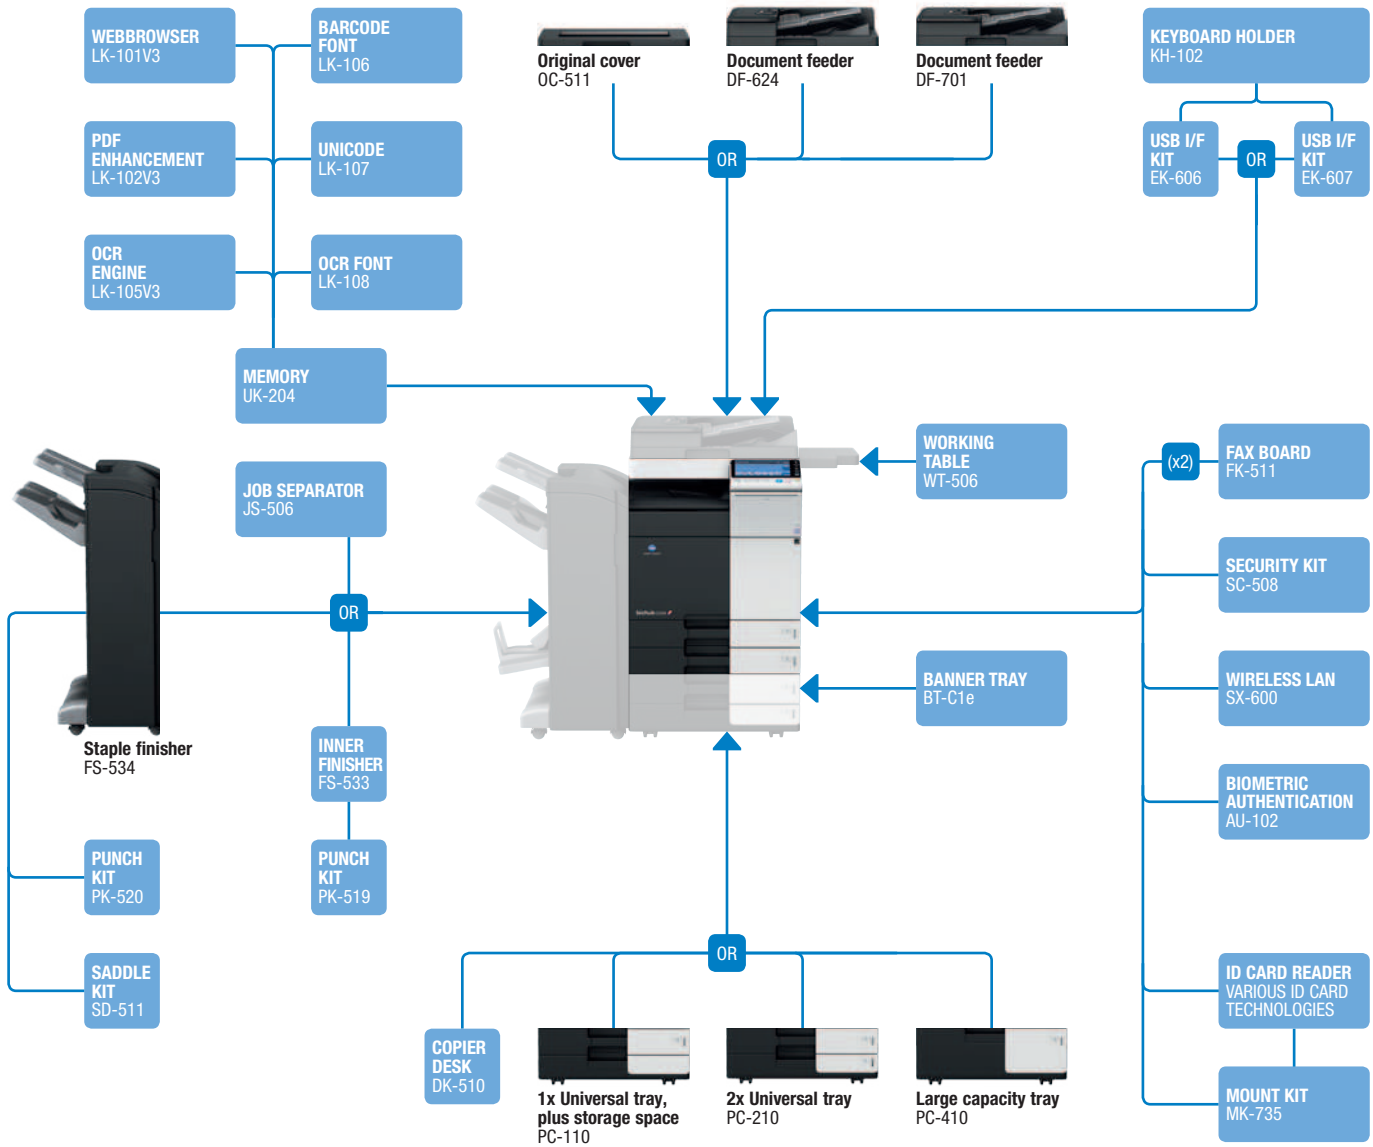 WEBBROWSER
LK-101V3
BARCODE
FONT
LK-106
PDF
ENHANCEMENT
LK-102V3
UNICODE
LK-107
OCR
ENGINE
LK-105V3
OCR FONT
LK-108
MEMORY
UK-204
Original cover
OC-511
Document feeder
DF-624
Document feeder
DF-701
OR
KEYBOARD HOLDER
KH-102
USB I/F
KIT
EK-606
OR
USB I/F
KIT
EK-607
WORKING
TABLE
WT-506
(x2)
FAX BOARD
FK-511
SECURITY KIT
SC-508
WIRELESS LAN
SX-600
BIOMETRIC
AUTHENTICATION
AU-102
ID CARD READER
VARIOUS ID CARD
TECHNOLOGIES
MOUNT KIT
MK-735
BANNER TRAY
BT-C1e
JOB SEPARATOR
JS-506
OR
Staple finisher
FS-534
INNER
FINISHER
FS-533
PUNCH
KIT
PK-520
PUNCH
KIT
PK-519
SADDLE
KIT
SD-511
OR
COPIER
DESK
DK-510
1x Universal tray,
plus storage space
PC-110
2x Universal tray
PC-210
Large capacity tray
PC-410